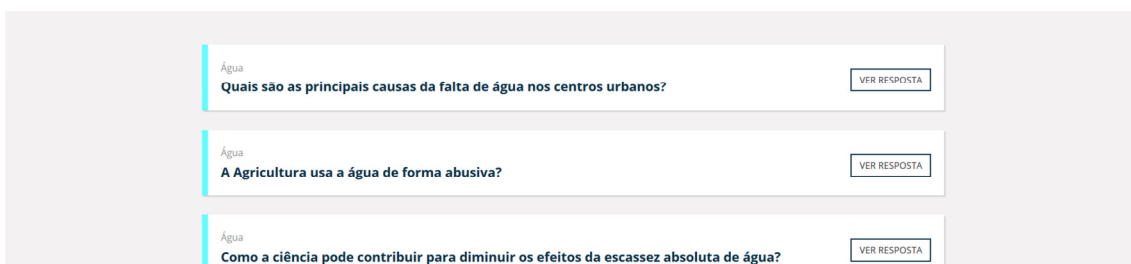 Água
Quais são as principais causas da falta de água nos centros urbanos?
VER RESPOSTA
Água
A Agricultura usa a água de forma abusiva?
VER RESPOSTA
Água
Como a ciência pode contribuir para diminuir os efeitos da escassez absoluta de água?
VER RESPOSTA